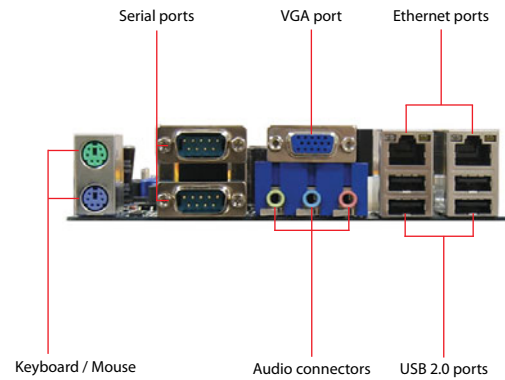 Serial ports
VGA port
Ethernet ports
Keyboard / Mouse
Audio connectors
USB 2.0 ports